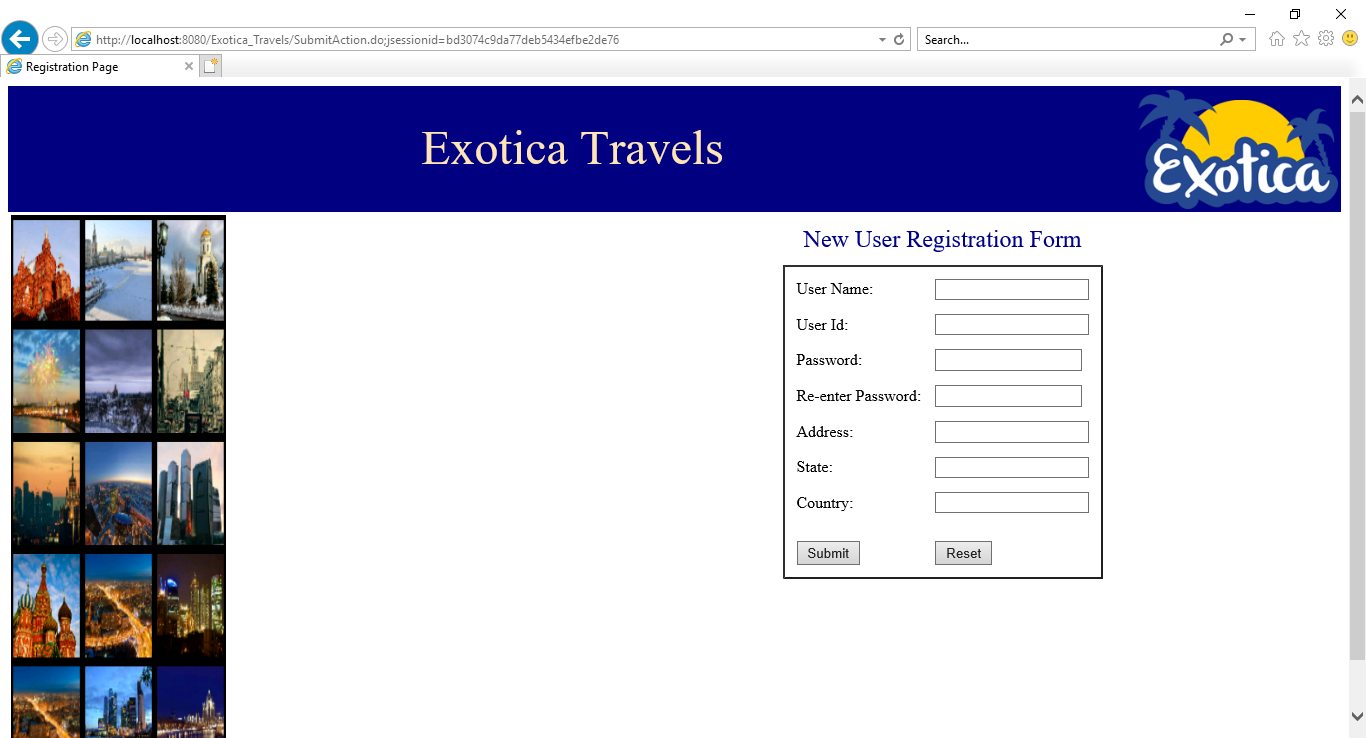 http://localhost:8080/Exotica_Travels/SubmitAction.do;jsessionid=bd3074c9da77deb5434efbe2de76
Search...
Registration Page
Exotica Travels
Exotica
New User Registration Form
User Name:
User Id:
Password:
Re-enter Password:
Address:
State:
Country:
Submit Reset